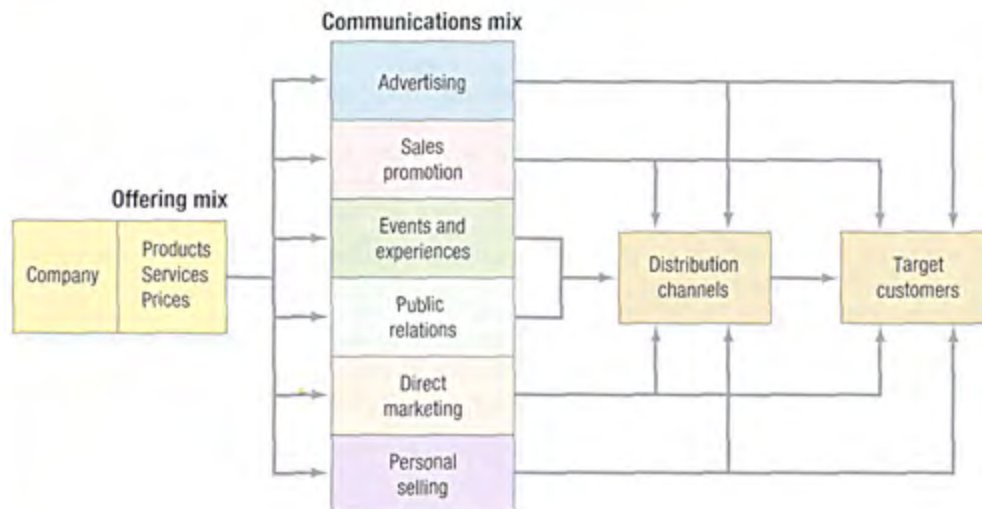 Communications mix
Advertising
Sales
promotion
Offering mix
Events and
experiences
Company
Products
Services
Prices
Distribution
channels
Target
customers
Public
relations
Direct
marketing
Personal
selling